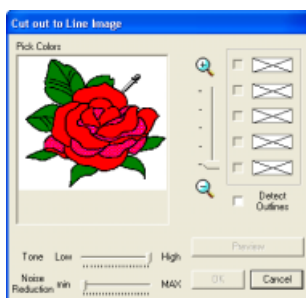 Cut out to Line Image
Pick Colors
Detect
Outlines
Preview
Tone Low High
Noise
Reduction min MAX
OK Cancel